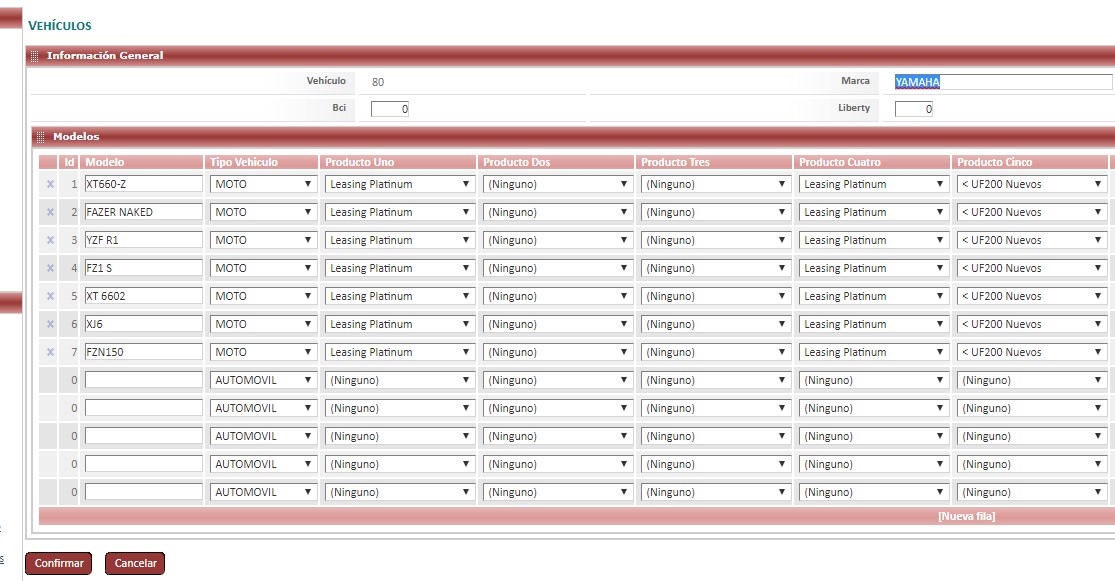 VEHÍCULOS
Información General
Vehículo 80 Marca YAMAHA
Bci 0 Liberty 0
Modelos
Id Modelo Tipo Vehiculo Producto Uno Producto Dos Producto Tres Producto Cuatro Producto Cinco
x 1 XT660-Z MOTO Leasing Platinum (Ninguno) (Ninguno) Leasing Platinum < UF200 Nuevos
x 2 FAZER NAKED MOTO Leasing Platinum (Ninguno) (Ninguno) Leasing Platinum < UF200 Nuevos
x 3 YZF R1 MOTO Leasing Platinum (Ninguno) (Ninguno) Leasing Platinum < UF200 Nuevos
x 4 FZ1 S MOTO Leasing Platinum (Ninguno) (Ninguno) Leasing Platinum < UF200 Nuevos
x 5 XT 6602 MOTO Leasing Platinum (Ninguno) (Ninguno) Leasing Platinum < UF200 Nuevos
x 6 XJ6 MOTO Leasing Platinum (Ninguno) (Ninguno) Leasing Platinum < UF200 Nuevos
x 7 FZN150 MOTO Leasing Platinum (Ninguno) (Ninguno) Leasing Platinum < UF200 Nuevos
0 AUTOMOVIL (Ninguno) (Ninguno) (Ninguno) (Ninguno) (Ninguno)
0 AUTOMOVIL (Ninguno) (Ninguno) (Ninguno) (Ninguno) (Ninguno)
0 AUTOMOVIL (Ninguno) (Ninguno) (Ninguno) (Ninguno) (Ninguno)
0 AUTOMOVIL (Ninguno) (Ninguno) (Ninguno) (Ninguno) (Ninguno)
0 AUTOMOVIL (Ninguno) (Ninguno) (Ninguno) (Ninguno) (Ninguno)
[Nueva fila]
Confirmar Cancelar